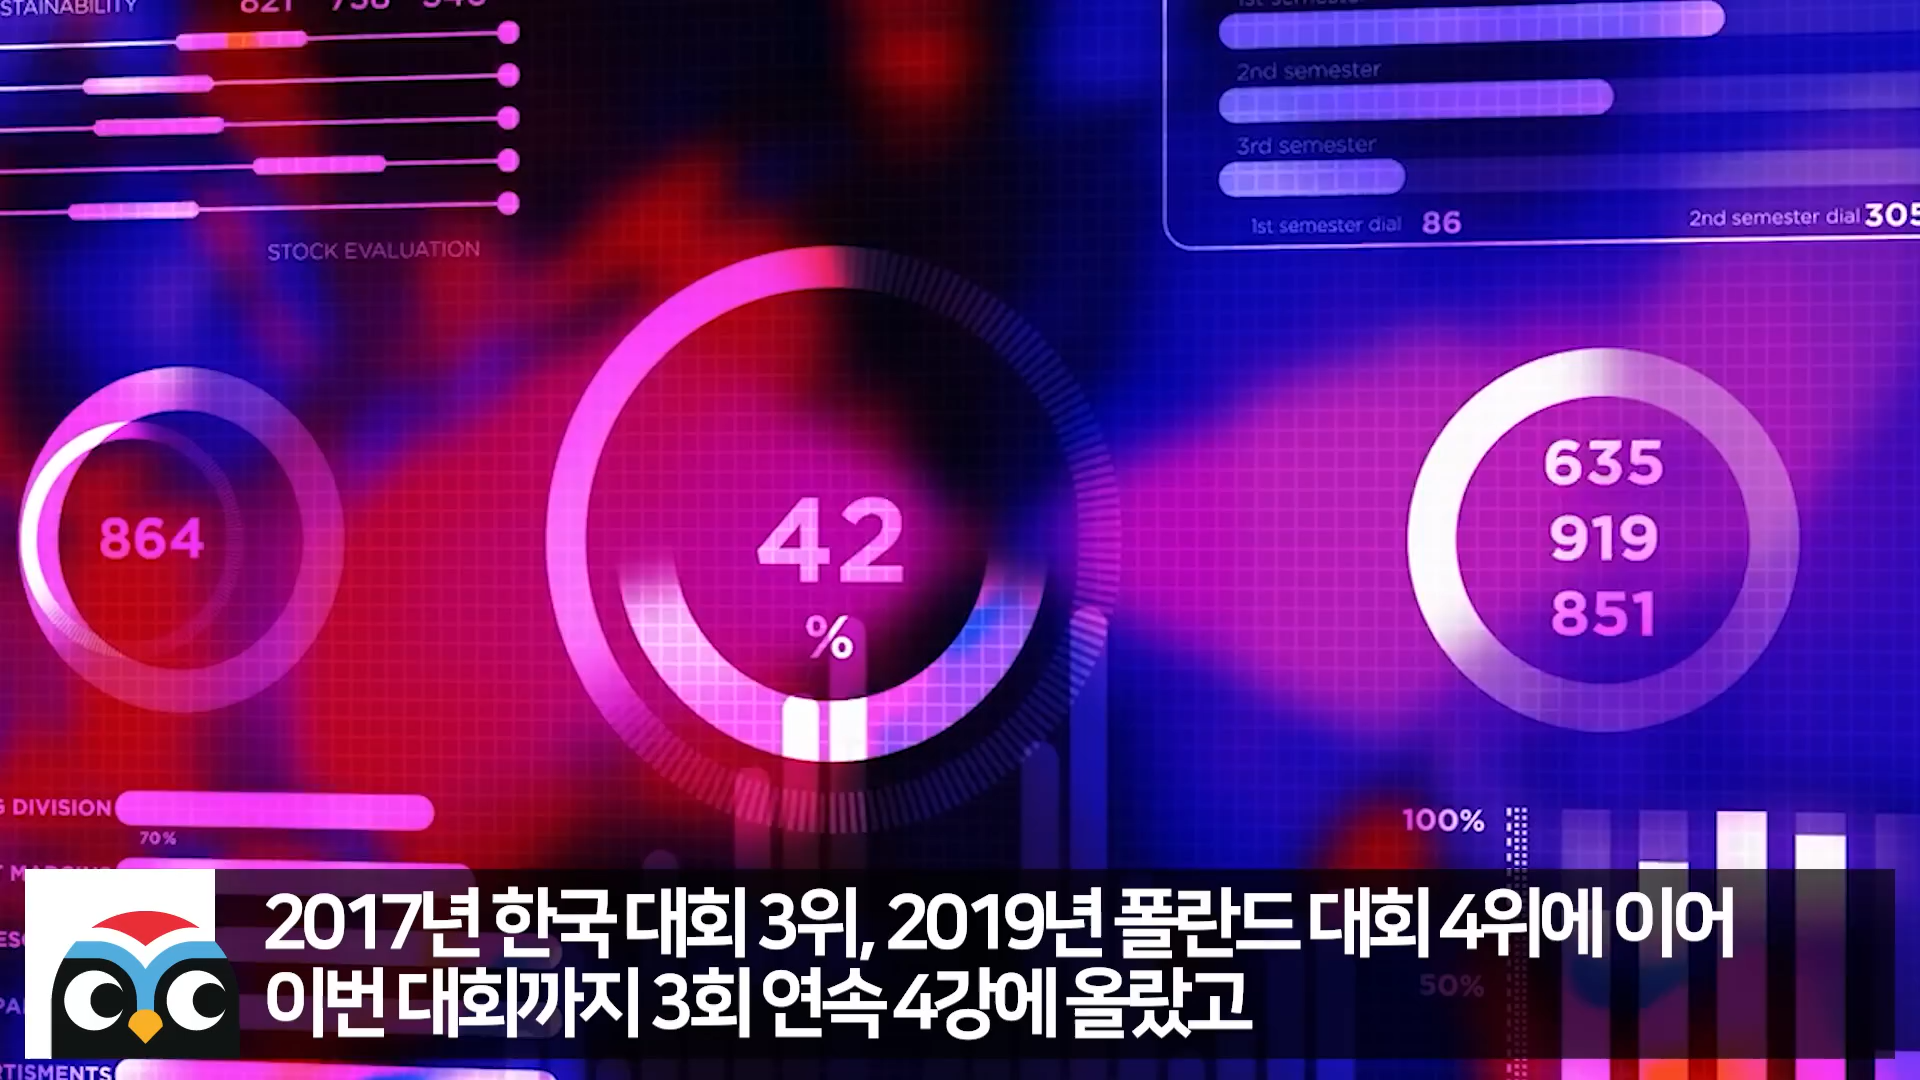 821
STOCK EVALUATION
2nd semester
3rd semester
1st semester dial 86
2nd semester dial 305
864
42
%
635
919
851
DIVISION
70%
100%
50%
2017년 한국 대회 3위, 2019년 폴란드 대회 4위에 이어
이번 대회까지 3회 연속 4강에 올랐고